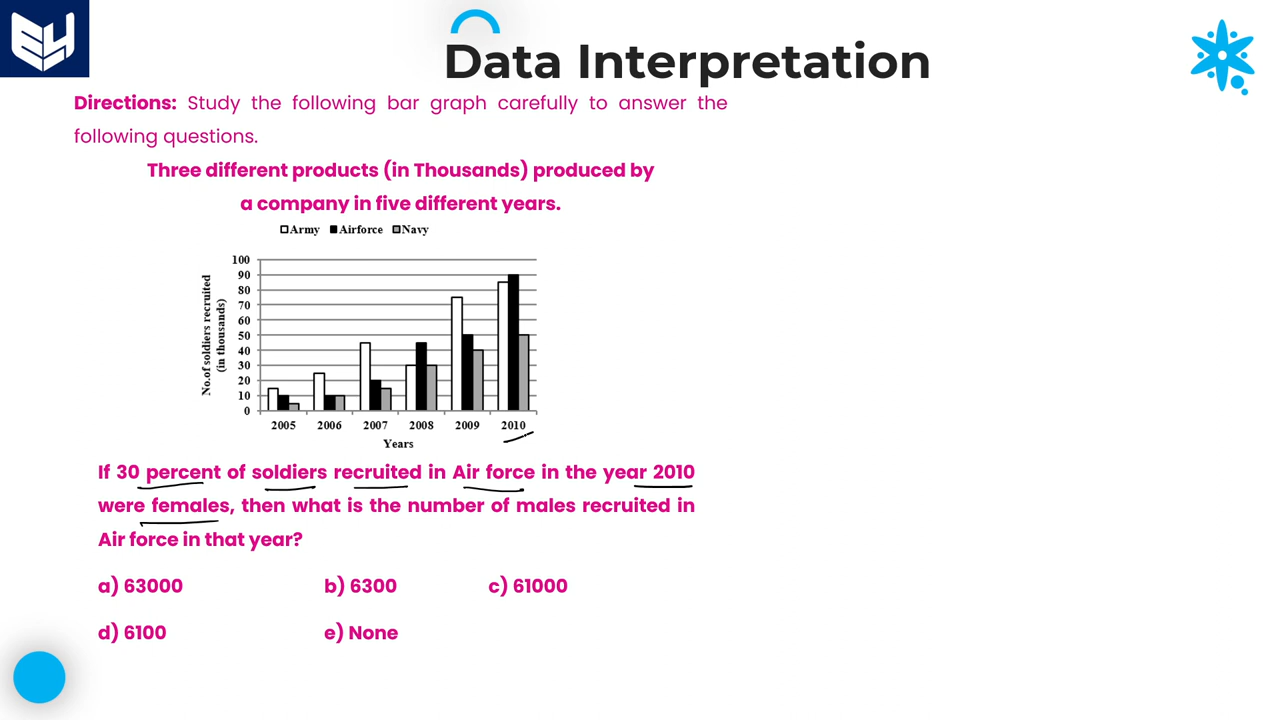 Data Interpretation
Directions: Study the following bar graph carefully to answer the
following questions.
Three different products (in Thousands) produced by
a company in five different years.
Army Airforce Navy
No.of soldiers recruited
(in thousands)
100
90
80
70
60
50
40
30
20
10
0
2005 2006 2007 2008 2009 2010
Years
If 30 percent of soldiers recruited in Air force in the year 2010
were females, then what is the number of males recruited in
Air force in that year?
a) 63000 b) 6300 c) 61000
d) 6100 e) None